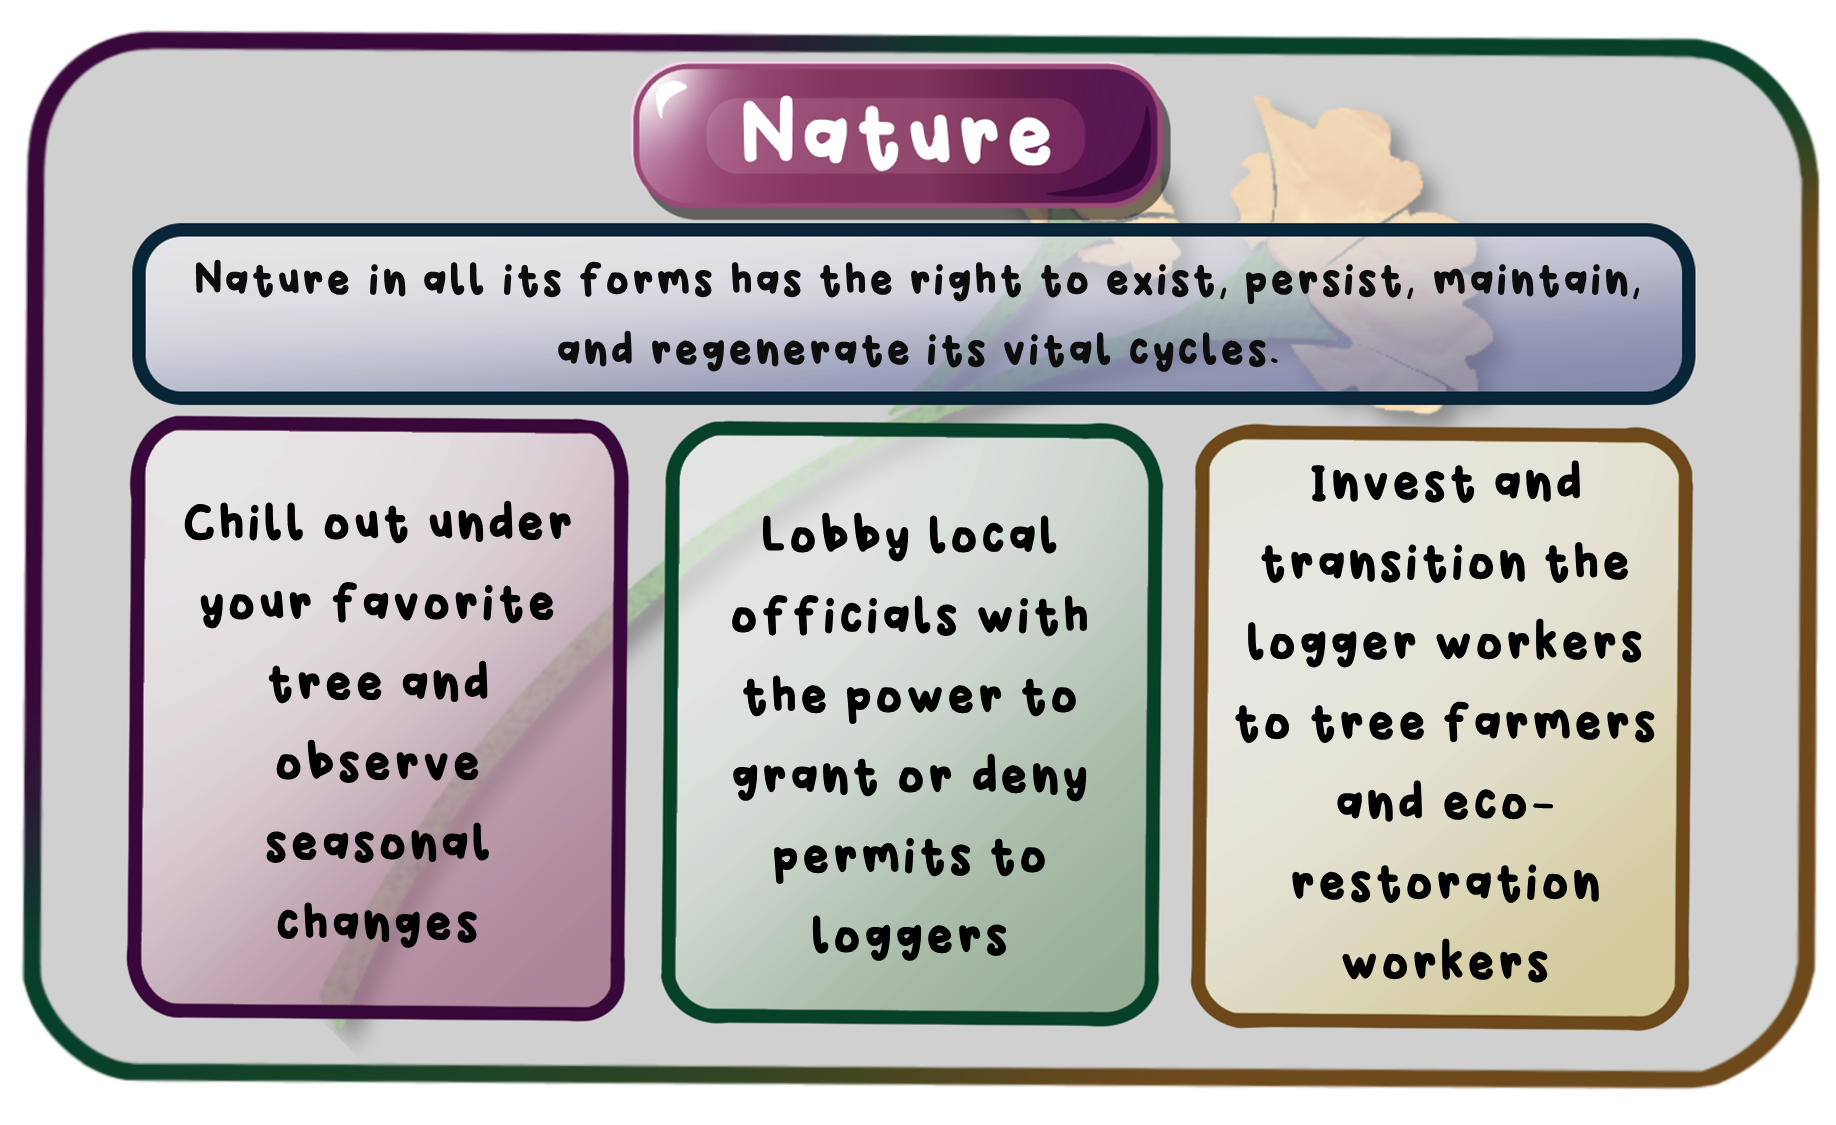 Nature
Nature in all its forms has the right to exist, persist, maintain,
and regenerate its vital cycles.
Chill out under
your favorite
tree and
observe
seasonal
changes
Lobby local
officials with
the power to
grant or deny
permits to
loggers
Invest and
transition the
logger workers
to tree farmers
and eco-
restoration
workers